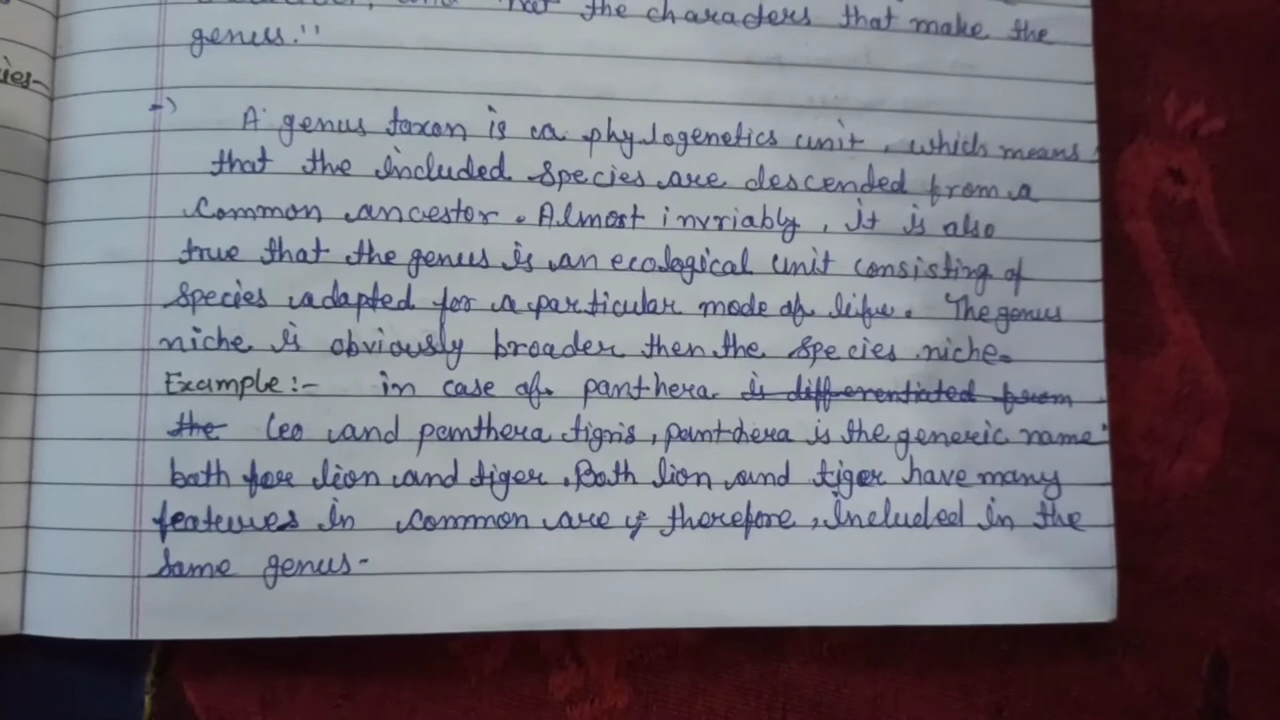 the characters that make the
genus."
ies-
→ A genus taxon is a phylogenetics unit, which means
that the included species are descended from a
common ancestor. Almost invriably, it is also
true that the genus is an ecological unit consisting of
species adapted for a particular mode of life. The genus
niche is obviously broader then the species niche.
Example:- in case of panthera is differentiated from
the leo and panthera tigris, panthera is the generic name
both for lion and tiger. Both lion and tiger have many
features in common are therefore, included in the
same genus-